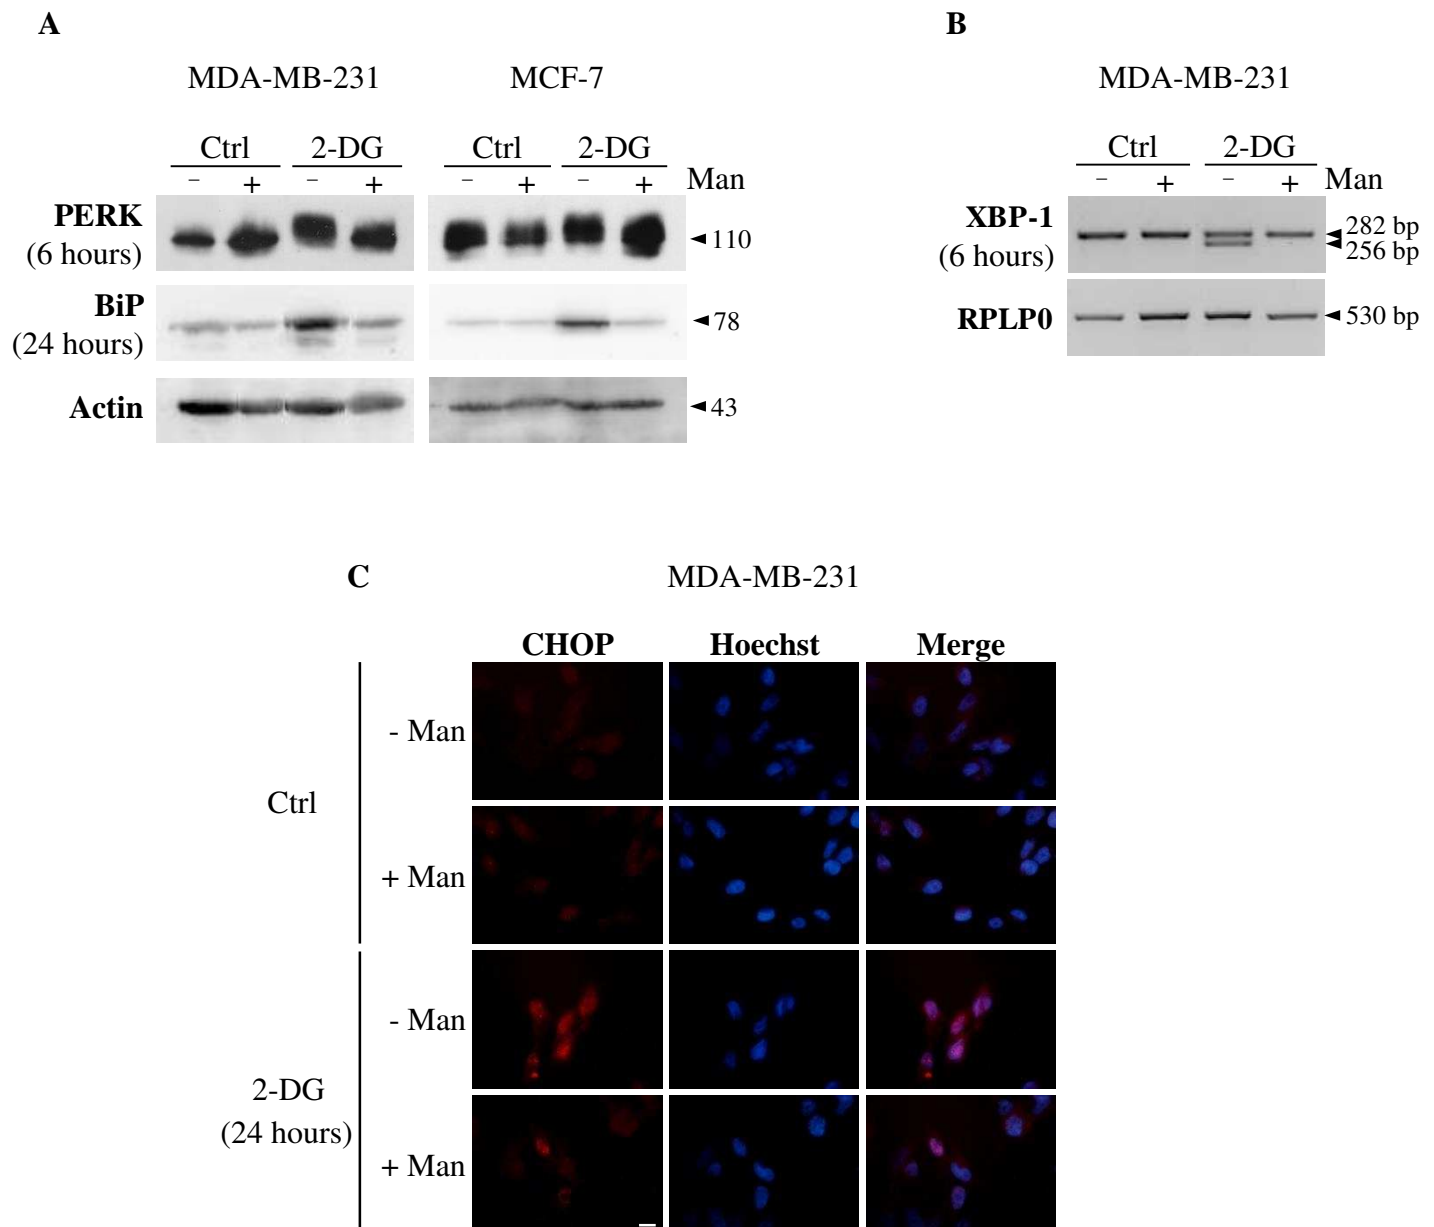 A
MDA-MB-231 MCF-7
Ctrl 2-DG Ctrl 2-DG
- + - + - + - + Man
PERK
(6 hours)
110
BiP
(24 hours)
78
Actin
43
B
MDA-MB-231
Ctrl 2-DG
- + - + Man
XBP-1
(6 hours)
282 bp
256 bp
RPLP0
530 bp
C MDA-MB-231
CHOP Hoechst Merge
Ctrl
- Man
+ Man
2-DG
(24 hours)
- Man
+ Man